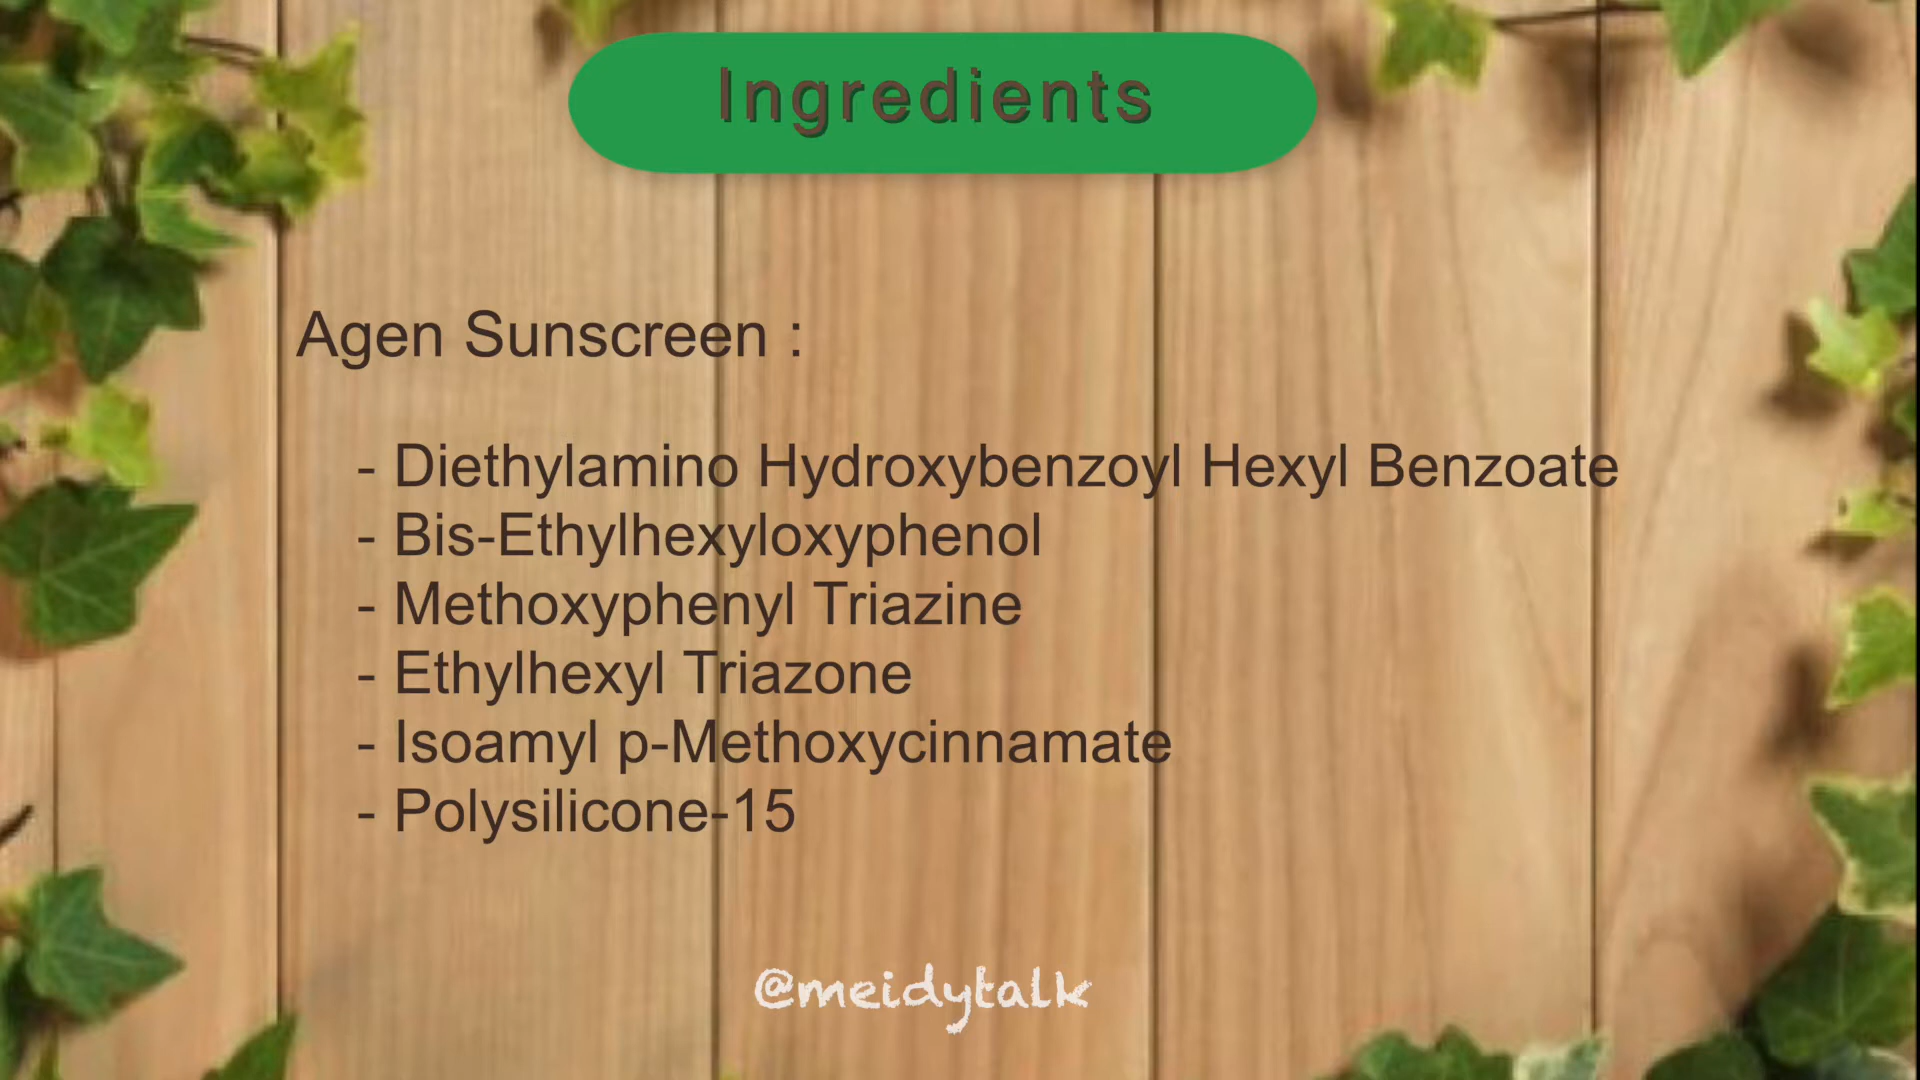 Ingredients
Agen Sunscreen :
- Diethylamino Hydroxybenzoyl Hexyl Benzoate
- Bis-Ethylhexyloxyphenol
- Methoxyphenyl Triazine
- Ethylhexyl Triazone
- Isoamyl p-Methoxycinnamate
- Polysilicone-15
@meidytalk